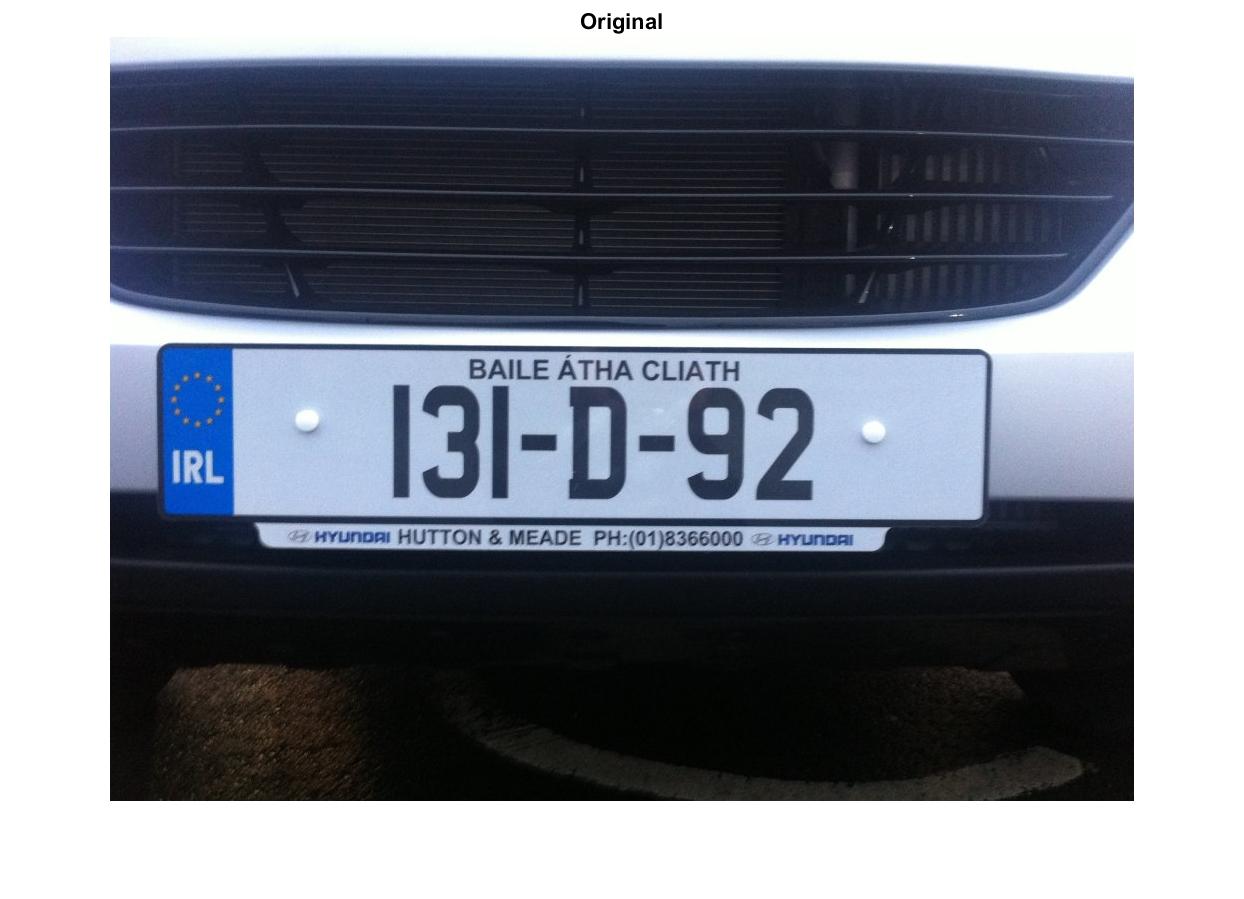 Original
BAILE ÁTHA CLIATH
131-D-92
IRL
HYUNDAI HUTTON & MEADE PH:(01)8366000 HYUNDAI